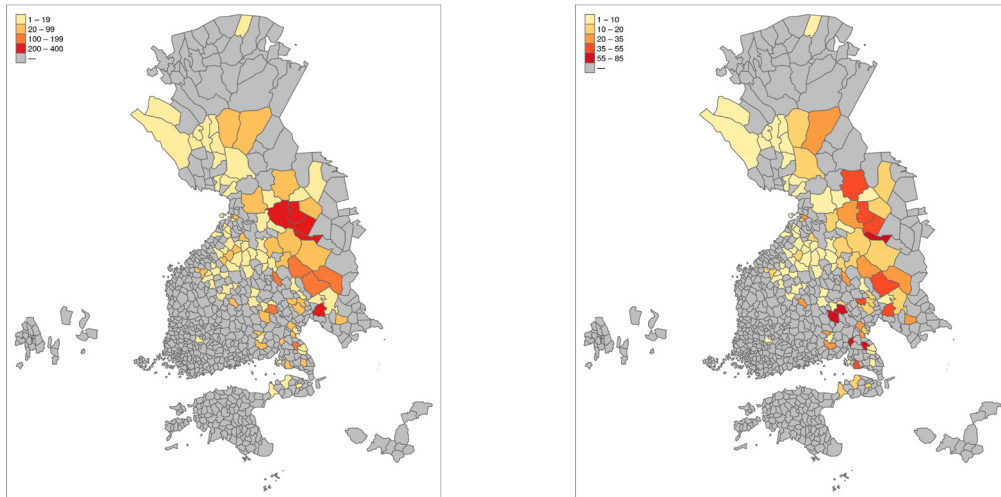 1 – 19
20 – 99
100 – 199
200 – 400
—
1 – 10
10 – 20
20 – 35
35 – 55
55 – 85
—